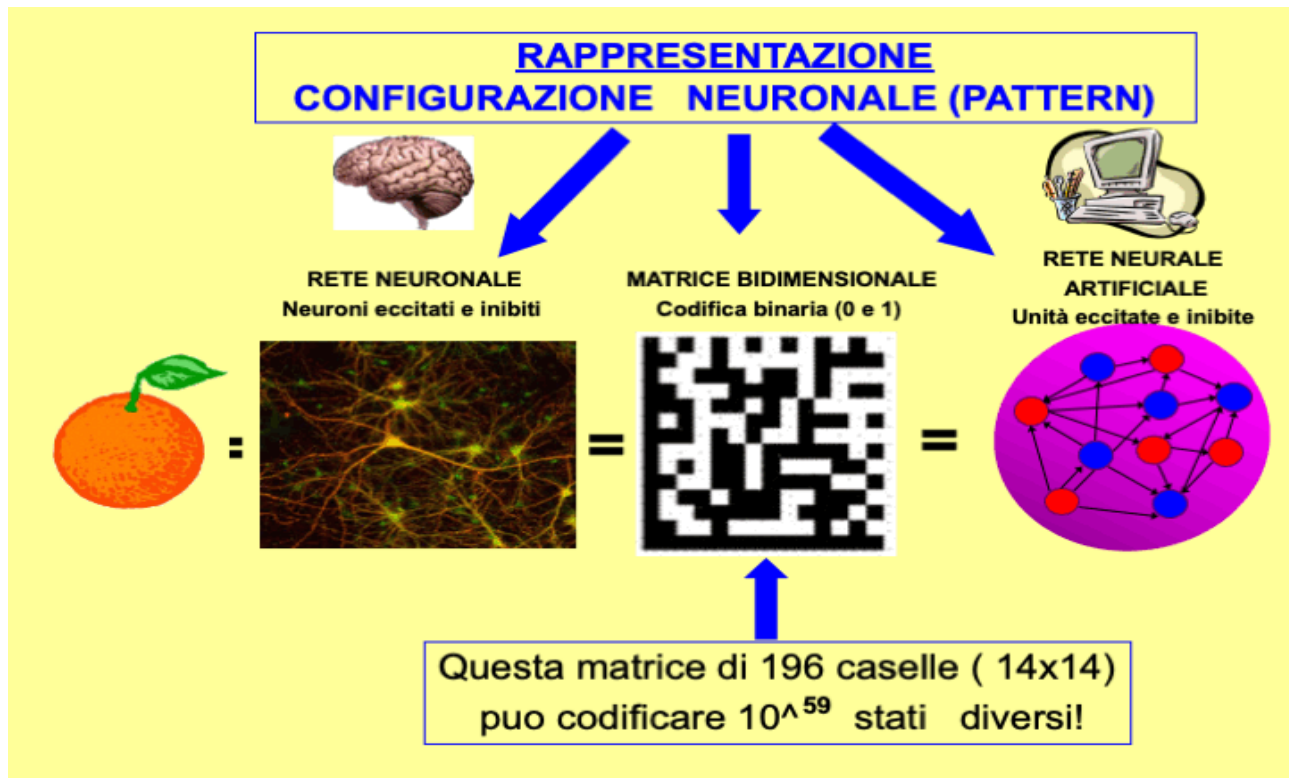 RAPPRESENTAZIONE
CONFIGURAZIONE NEURONALE (PATTERN)
RETE NEURONALE
Neuroni eccitati e inibiti
MATRICE BIDIMENSIONALE
Codifica binaria (0 e 1)
RETE NEURALE
ARTIFICIALE
Unità eccitate e inibite
: = =
Questa matrice di 196 caselle ( 14x14)
puo codificare 10^59 stati diversi!